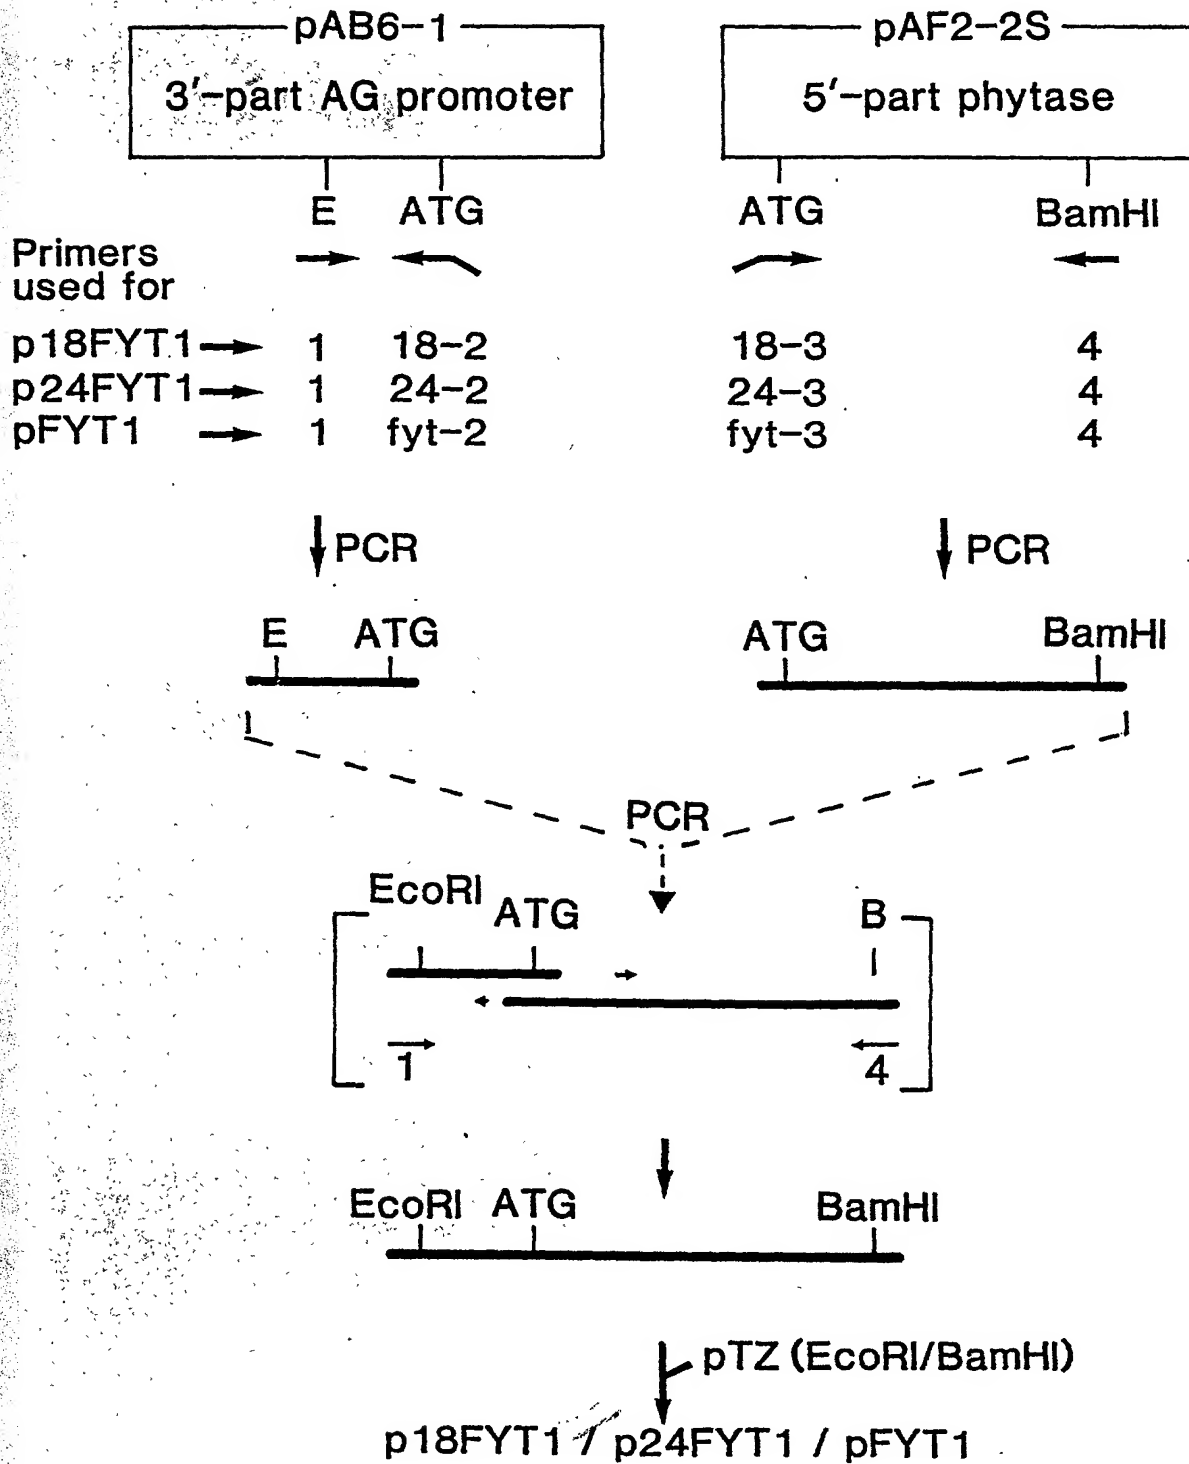 pAB6-1 pAF2-2S
3'-part AG promoter 5'-part phytase
E ATG ATG BamHI
Primers
used for
p18FYT1 1 18-2 18-3 4
p24FYT1 1 24-2 24-3 4
pFYT1 1 fyt-2 fyt-3 4
PCR PCR
E ATG ATG BamHI
PCR
EcoRI ATG B
1 4
EcoRI ATG BamHI
pTZ (EcoRI/BamHI)
p18FYT1 / p24FYT1 / pFYT1